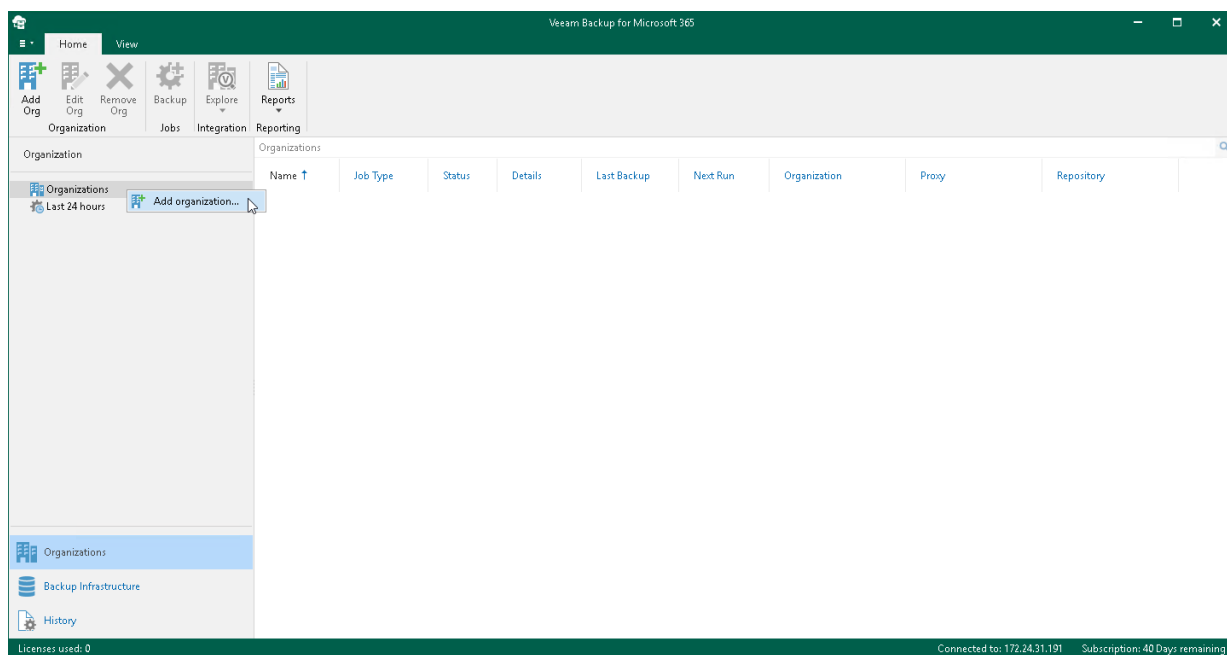 Veeam Backup for Microsoft 365
Home View
Add Org Edit Org Remove Org Backup Explore Reports
Organization Jobs Integration Reporting
Organization
Organizations
Name Job Type Status Details Last Backup Next Run Organization Proxy Repository
Organizations
Add organization...
Last 24 hours
Organizations
Backup Infrastructure
History
Licenses used: 0 Connected to: 172.24.31.191 Subscription: 40 Days remaining